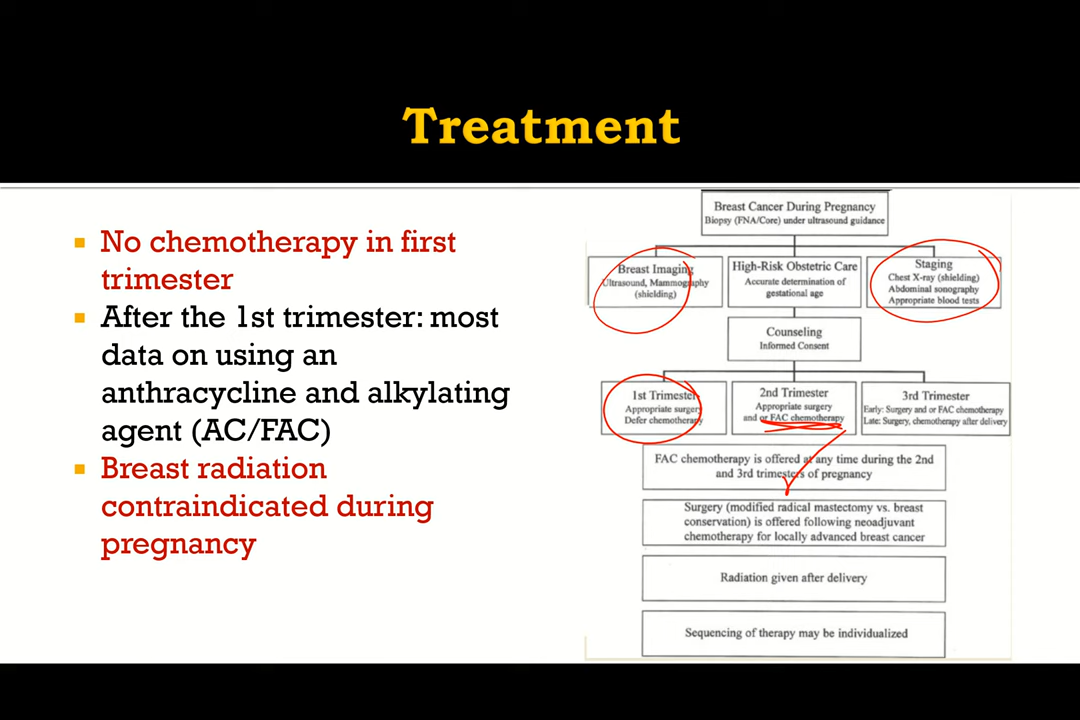 Treatment
No chemotherapy in first
trimester
After the 1st trimester: most
data on using an
anthracycline and alkylating
agent (AC/FAC)
Breast radiation
contraindicated during
pregnancy
Breast Cancer During Pregnancy
Biopsy (FNA/Core) under ultrasound guidance
Breast Imaging
Ultrasound, Mammography
(shielding)
High-Risk Obstetric Care
Accurate determination of
gestational age
Staging
Chest X-ray (shielding)
Abdominal sonography
Appropriate blood tests
Counseling
Informed Consent
1st Trimester
Appropriate surgery
Defer chemotherapy
2nd Trimester
Appropriate surgery
and or FAC chemotherapy
3rd Trimester
Early: Surgery and or FAC chemotherapy
Late: Surgery, chemotherapy after delivery
FAC chemotherapy is offered at any time during the 2nd
and 3rd trimesters of pregnancy
Surgery (modified radical mastectomy vs. breast
conservation) is offered following neoadjuvant
chemotherapy for locally advanced breast cancer
Radiation given after delivery
Sequencing of therapy may be individualized